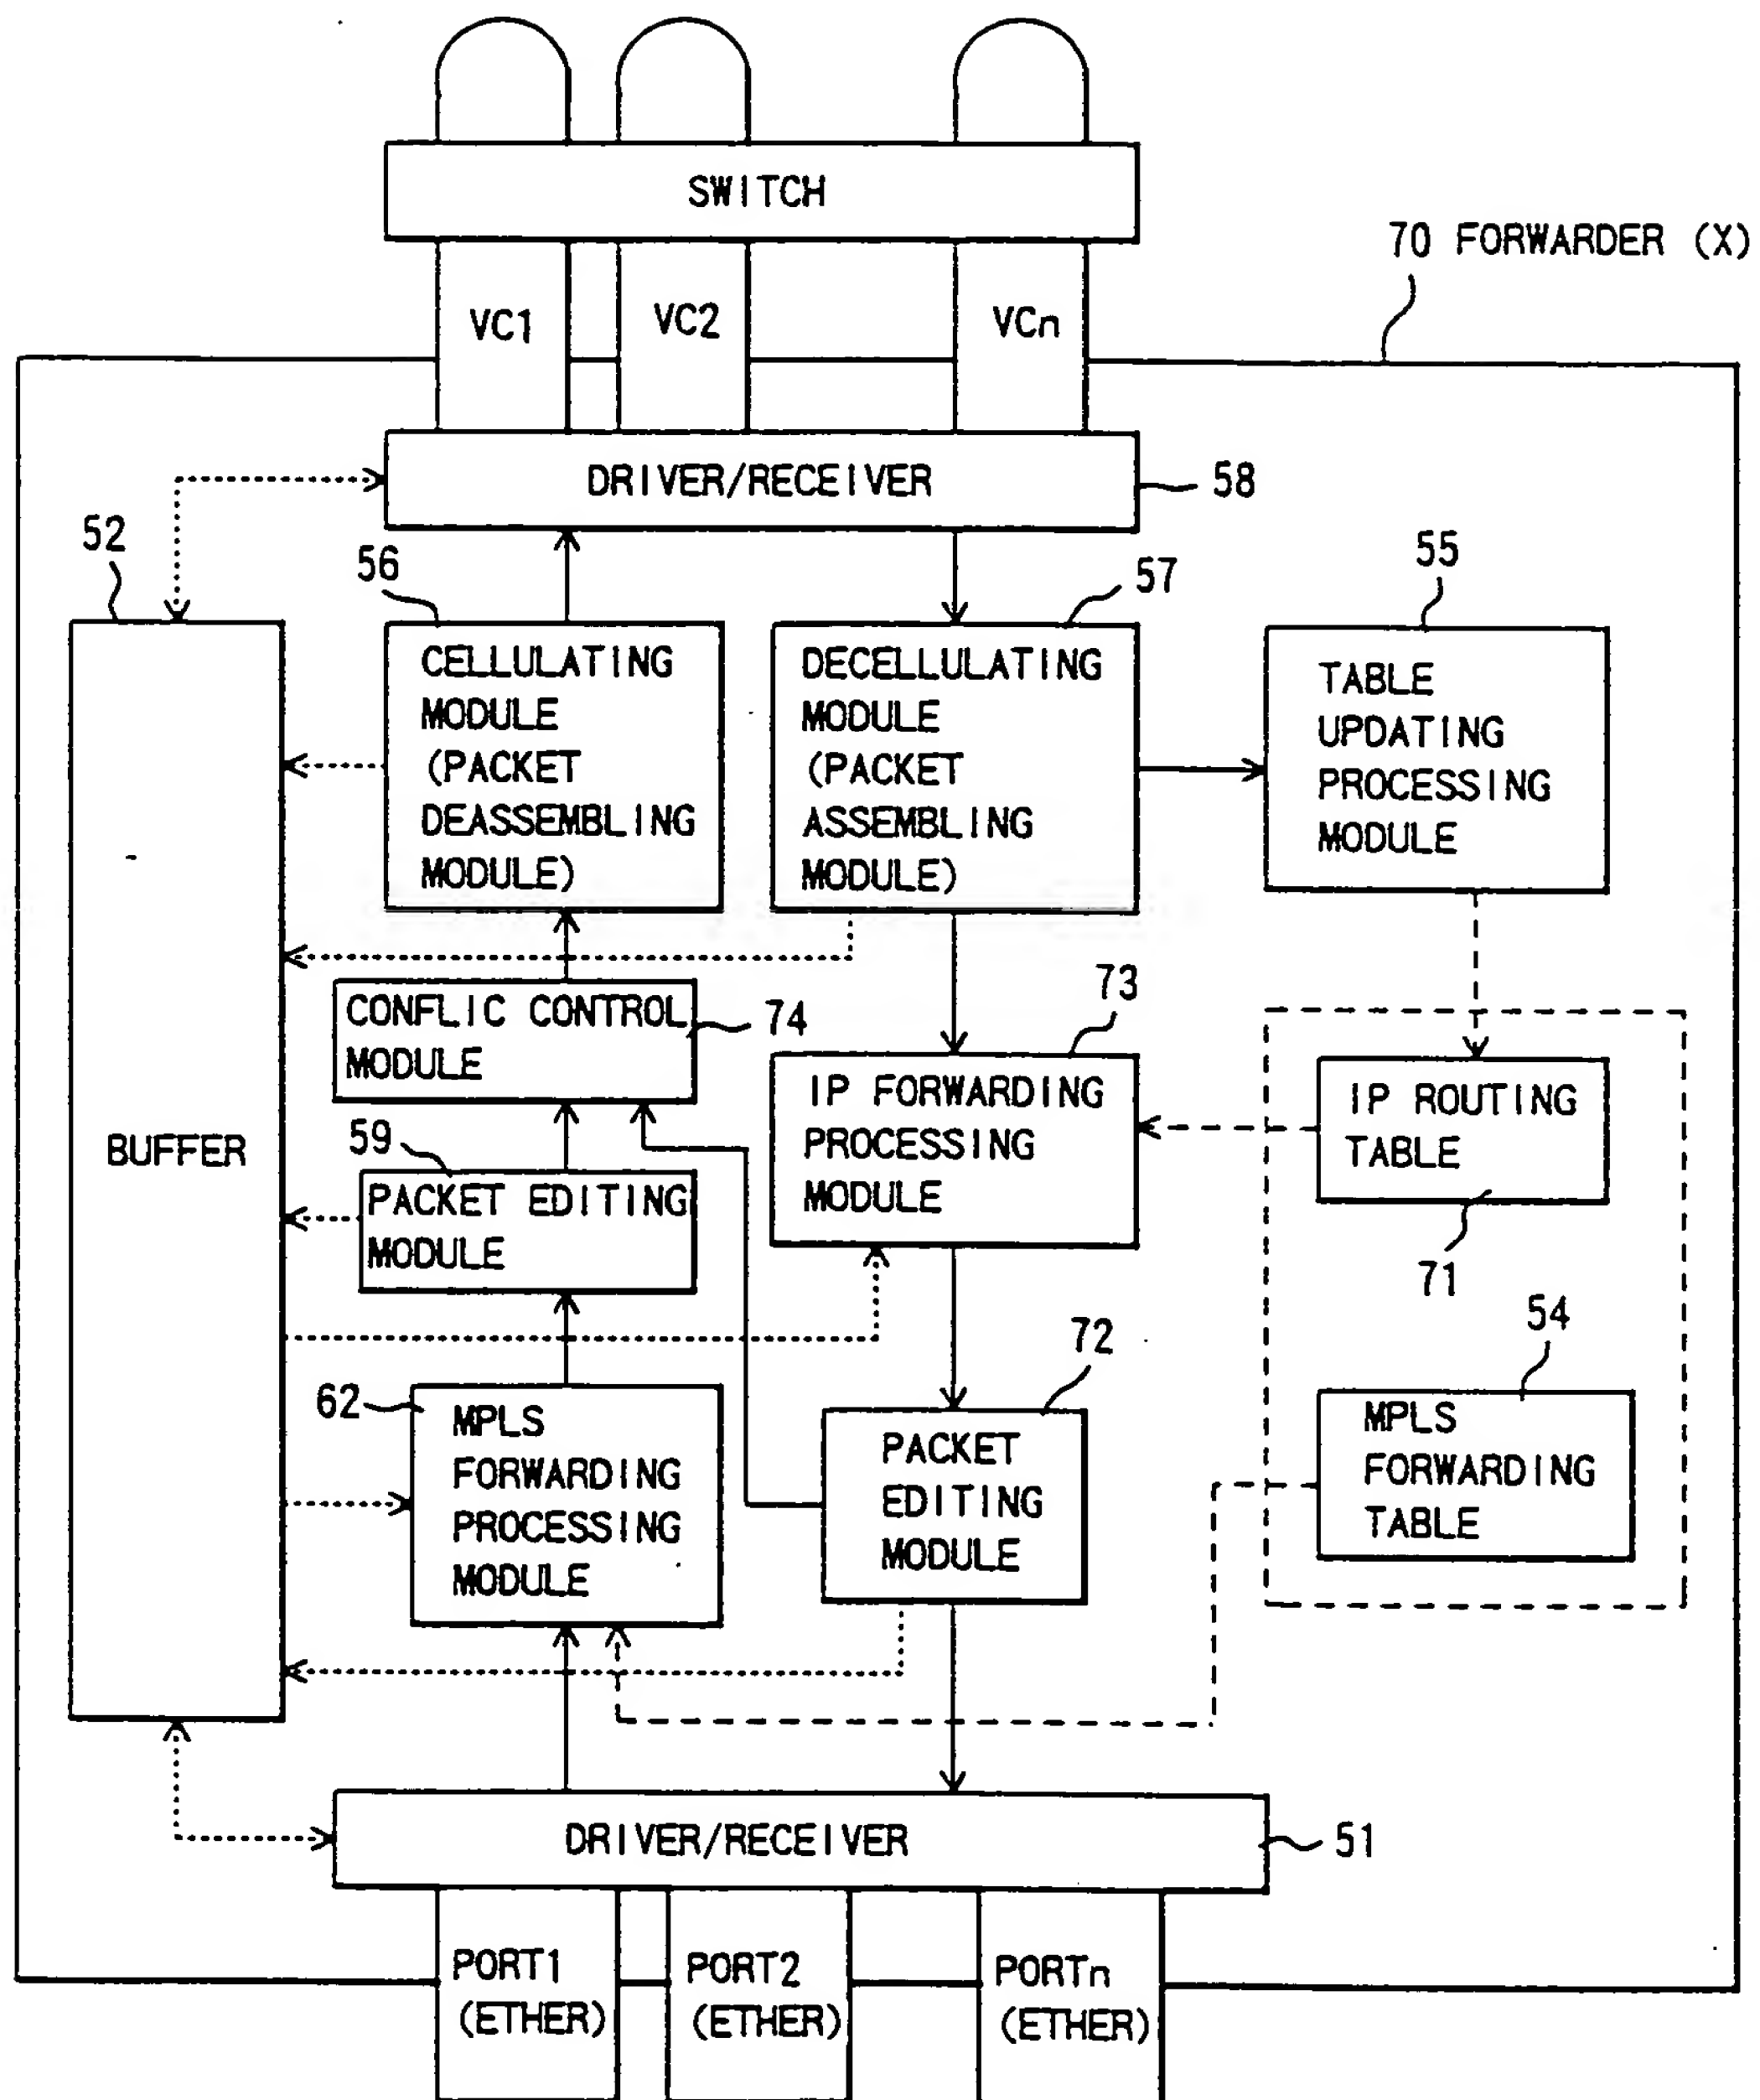 SWITCH
70 FORWARDER (X)
VC1
VC2
VCn
DRIVER/RECEIVER
58
52
56
57
55
CELLULATING
MODULE
(PACKET
DEASSEMBLING
MODULE)
DECELLULATING
MODULE
(PACKET
ASSEMBLING
MODULE)
TABLE
UPDATING
PROCESSING
MODULE
CONFLIC CONTROL
MODULE
74
73
IP FORWARDING
PROCESSING
MODULE
IP ROUTING
TABLE
71
BUFFER
59
PACKET EDITING
MODULE
62
MPLS
FORWARDING
PROCESSING
MODULE
72
PACKET
EDITING
MODULE
54
MPLS
FORWARDING
TABLE
DRIVER/RECEIVER
51
PORT1
(ETHER)
PORT2
(ETHER)
PORTn
(ETHER)